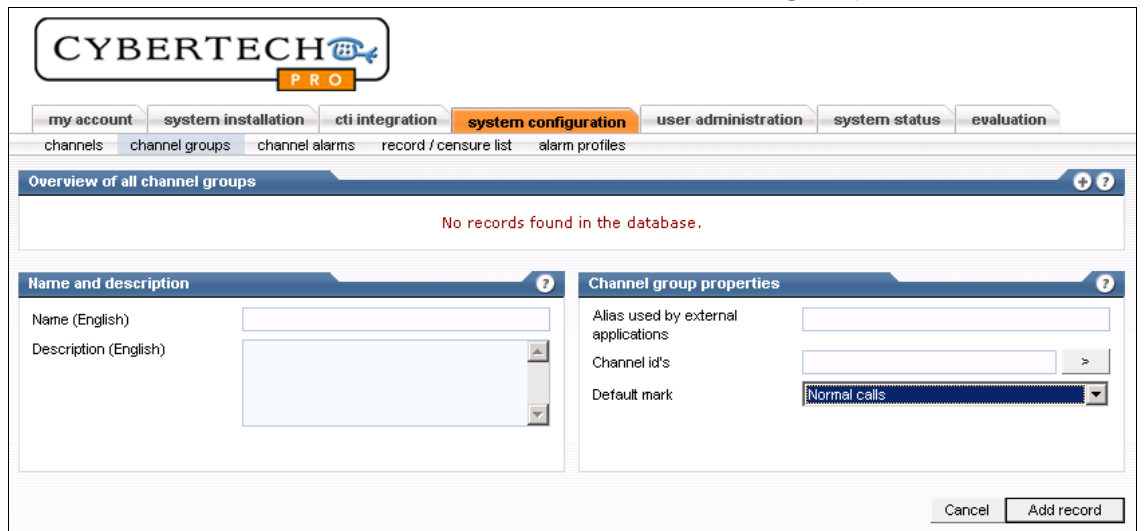 CYBERTECH
PRO
my account system installation cti integration system configuration user administration system status evaluation
channels channel groups channel alarms record / censure list alarm profiles
Overview of all channel groups + ?
No records found in the database.
Name and description ?
Name (English)
Description (English)
Channel group properties ?
Alias used by external
applications
Channel id's >
Default mark Normal calls
Cancel Add record